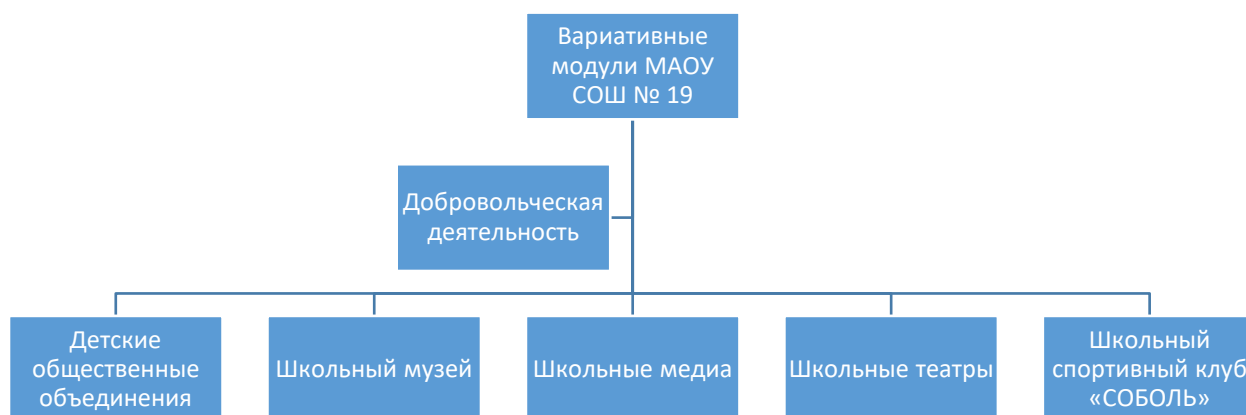 Вариативные
модули МАОУ
СОШ № 19
Добровольческая
деятельность
Детские
общественные
объединения
Школьный музей
Школьные медиа
Школьные театры
Школьный
спортивный клуб
«СОБОЛЬ»